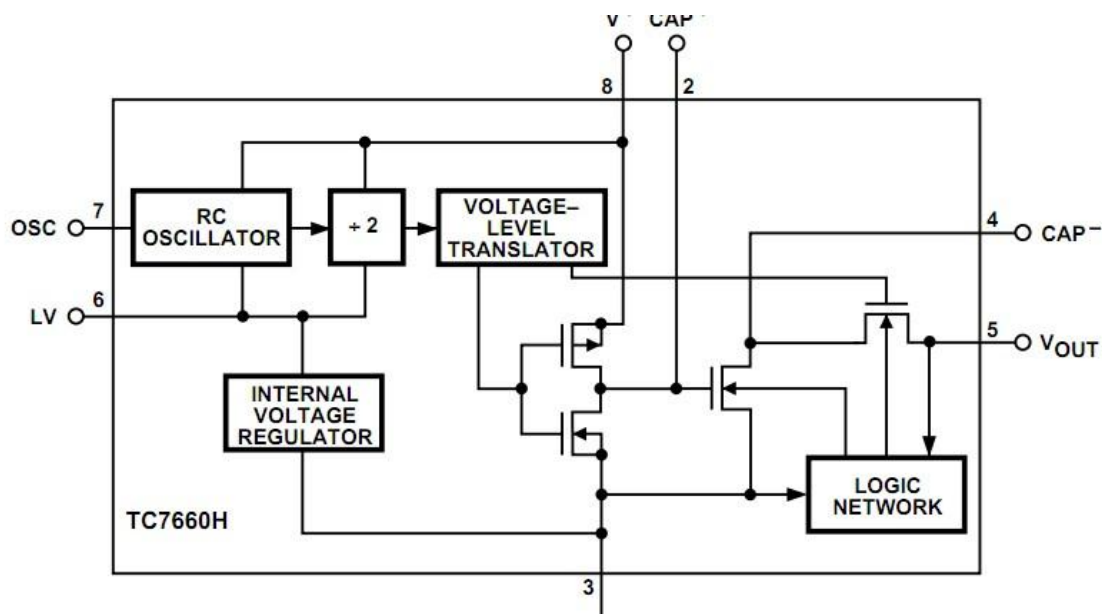 V+ CAP+
8 2
OSC 7
RC
OSCILLATOR
÷ 2
VOLTAGE–
LEVEL
TRANSLATOR
4 CAP–
LV 6
5 VOUT
INTERNAL
VOLTAGE
REGULATOR
LOGIC
NETWORK
TC7660H
3